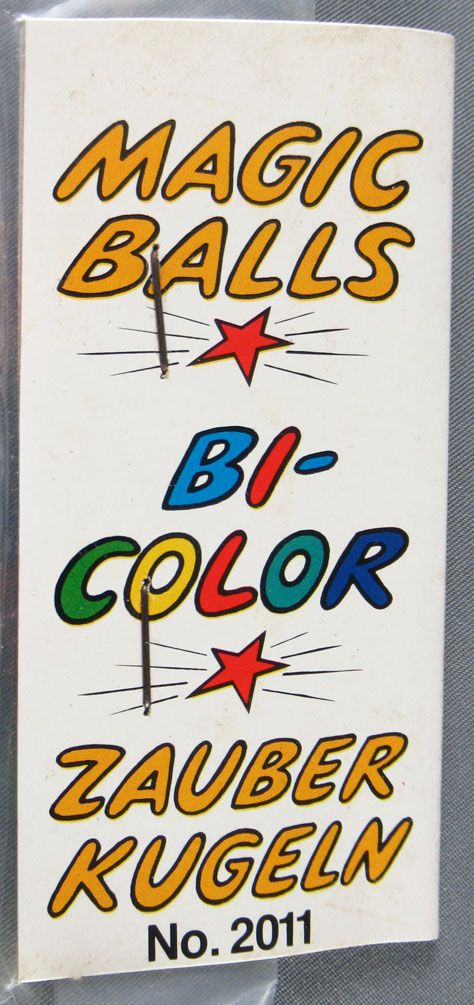 MAGIC
BALLS
BI-
COLOR
ZAUBER
KUGELN
No. 2011